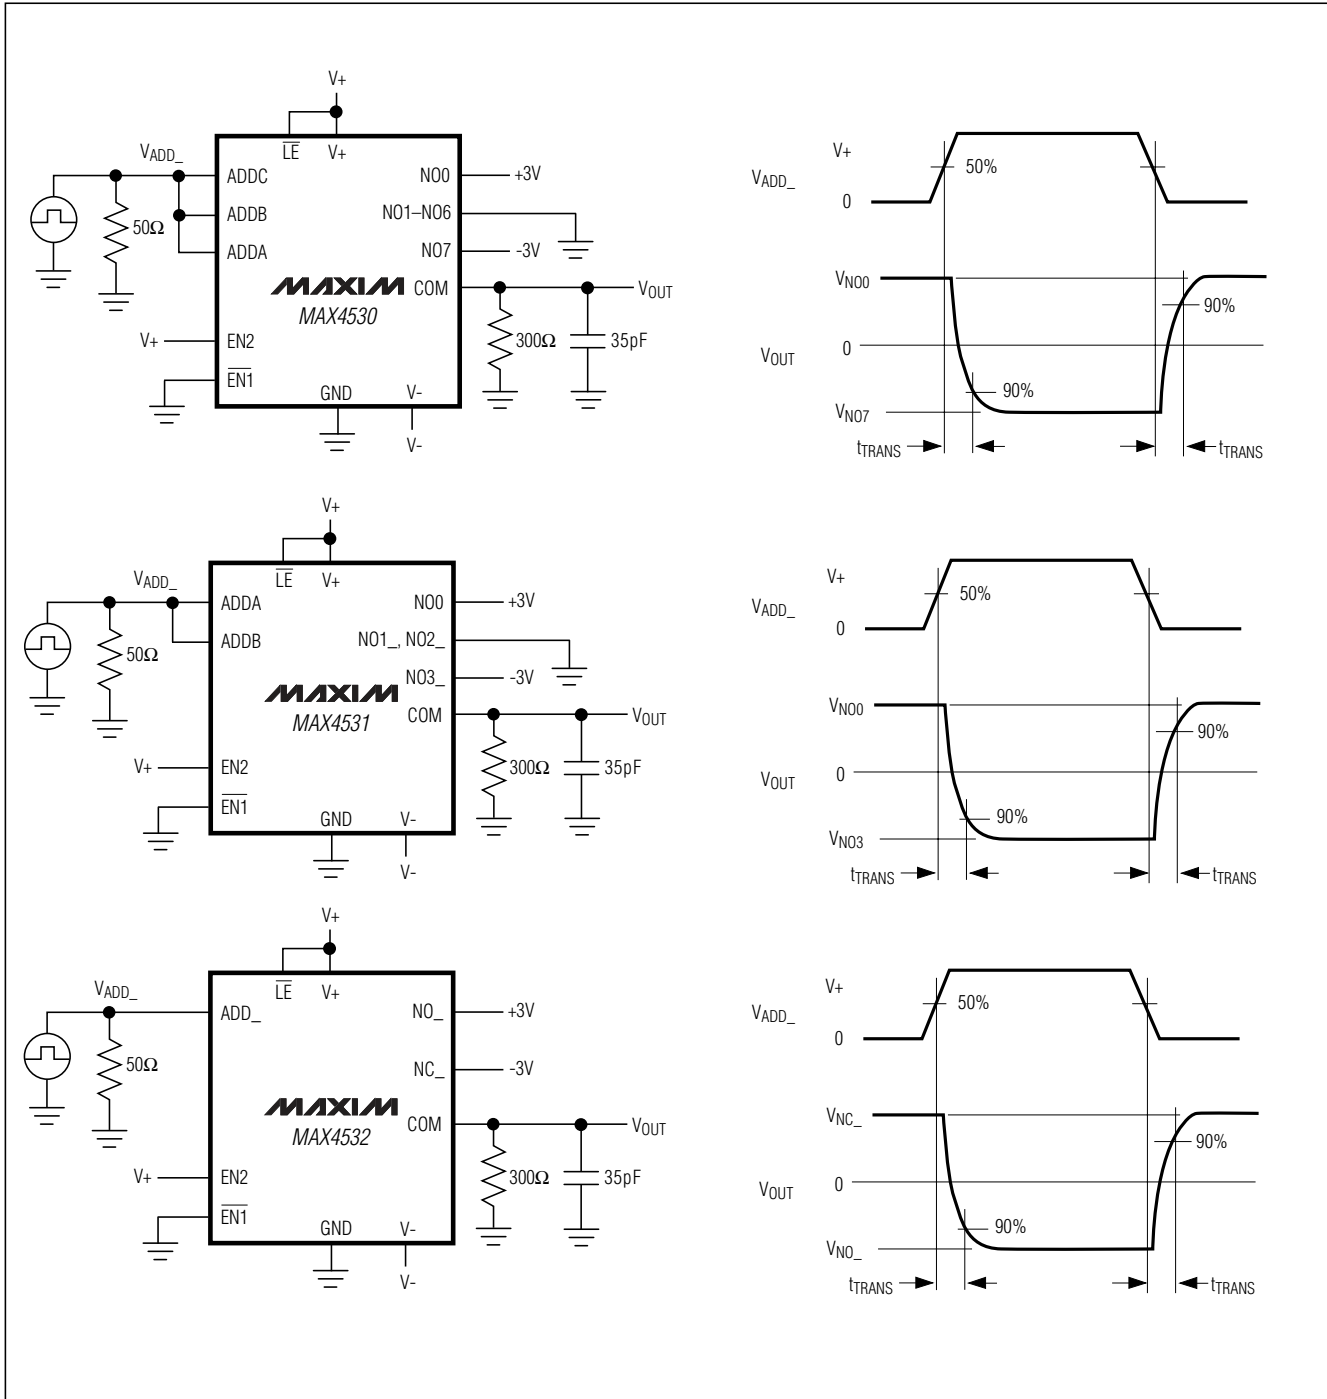 V+
LE V+
VADD_
ADDC
ADDB
ADDA
50Ω
NO0 +3V
NO1–NO6
NO7 -3V
MAXIM
MAX4530
COM VOUT
300Ω 35pF
V+ EN2
EN1
GND V-
V-
V+
VADD_
0
50%
VNO0
VOUT
0
90%
90%
VNO7
tTRANS tTRANS
V+
LE V+
VADD_
ADDA
ADDB
50Ω
NO0 +3V
NO1_, NO2_
NO3_ -3V
MAXIM
MAX4531
COM VOUT
300Ω 35pF
V+ EN2
EN1
GND V-
V-
V+
VADD_
0
50%
VNO0
VOUT
0
90%
90%
VNO3
tTRANS tTRANS
V+
LE V+
VADD_
ADD_
50Ω
NO_ +3V
NC_ -3V
MAXIM
MAX4532
COM VOUT
300Ω 35pF
V+ EN2
EN1
GND V-
V-
V+
VADD_
0
50%
VNC_
VOUT
0
90%
90%
VNO_
tTRANS tTRANS